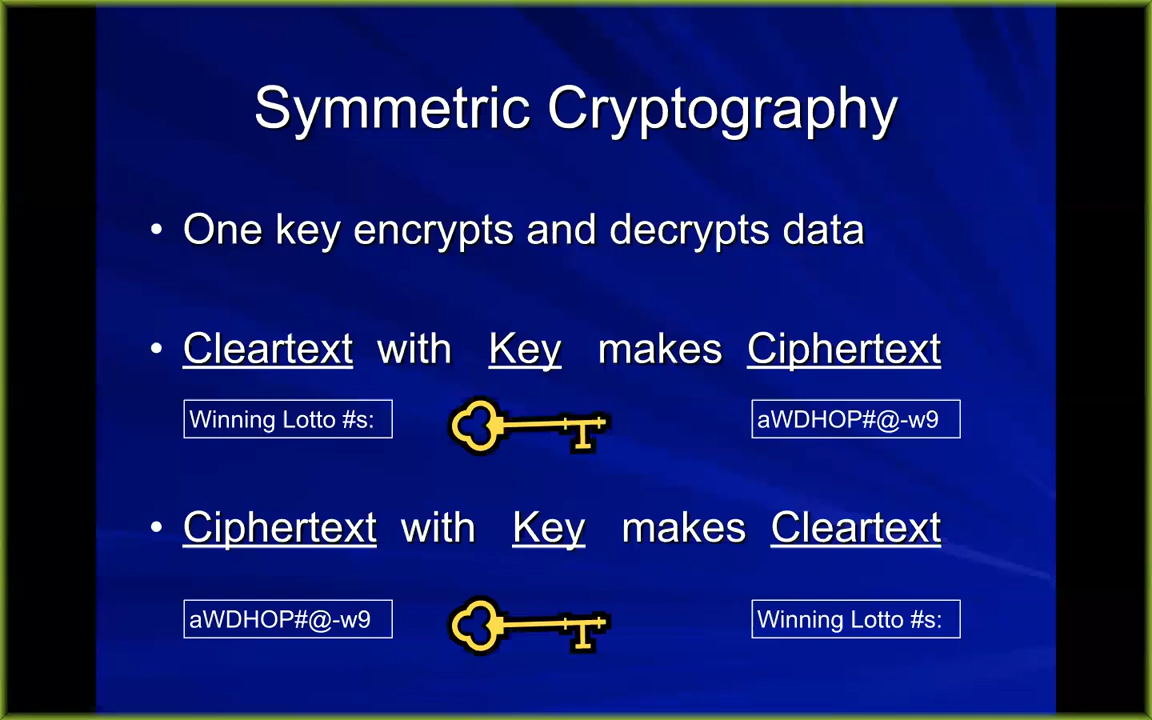 Symmetric Cryptography
• One key encrypts and decrypts data
• Cleartext with Key makes Ciphertext
Winning Lotto #s: aWDHOP#@-w9
• Ciphertext with Key makes Cleartext
aWDHOP#@-w9 Winning Lotto #s: